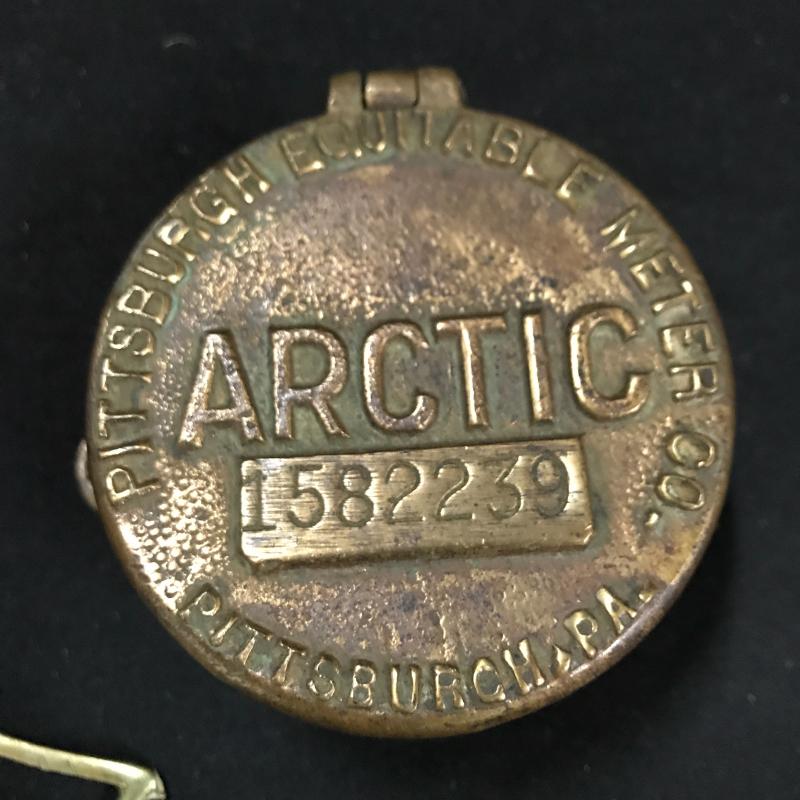 PITTSBURGH EQUITABLE METER CO.
ARCTIC
1582239
PITTSBURGH, PA.